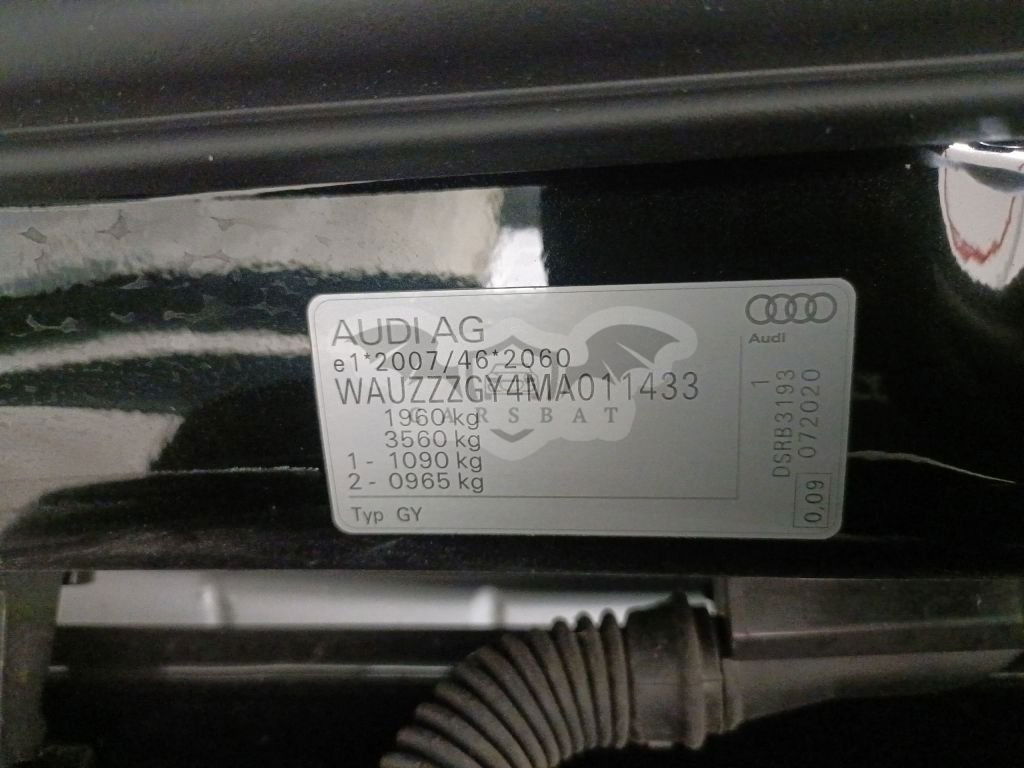 AUDI AG
e1*2007/46*2060
WAUZZZGY4MA011433
1960 kg
3560 kg
1 - 1090 kg
2 - 0965 kg
Typ GY
Audi
DSRB3193 1
072020
0,09
CARSBAT